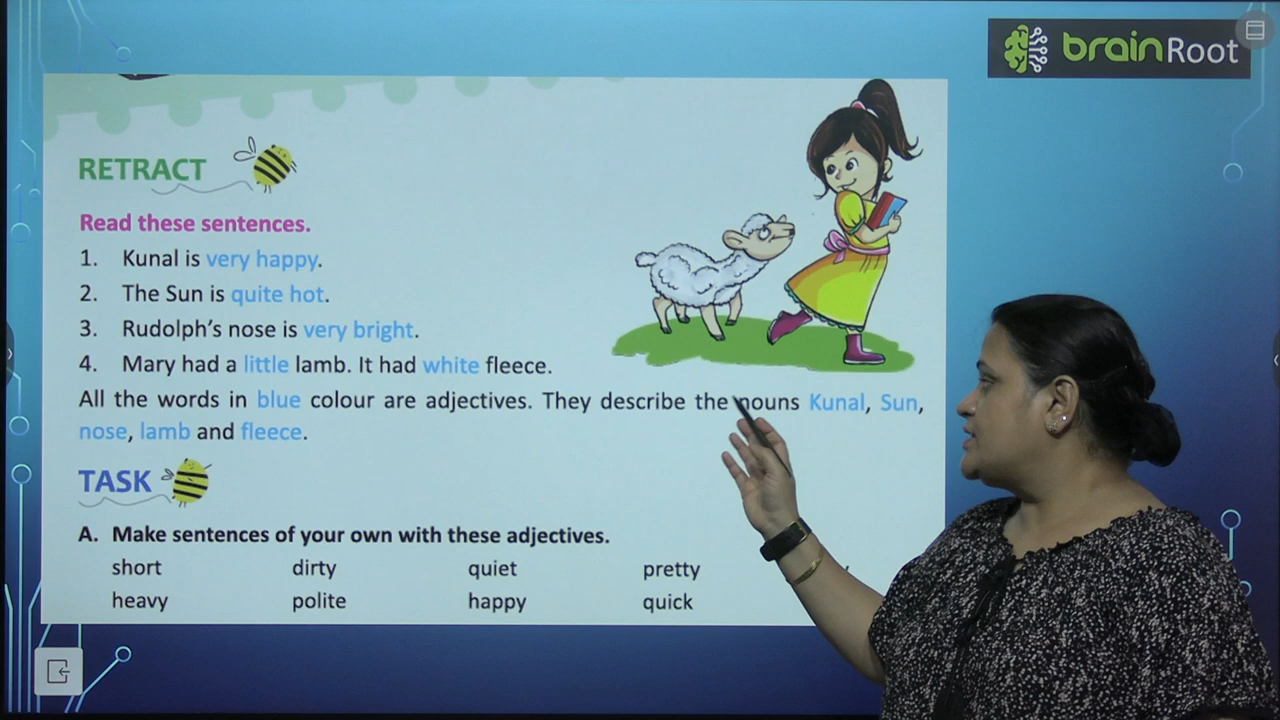 brainRoot
RETRACT
Read these sentences.
1. Kunal is very happy.
2. The Sun is quite hot.
3. Rudolph's nose is very bright.
4. Mary had a little lamb. It had white fleece.
All the words in blue colour are adjectives. They describe the nouns Kunal, Sun,
nose, lamb and fleece.
TASK
A. Make sentences of your own with these adjectives.
short dirty quiet pretty
heavy polite happy quick